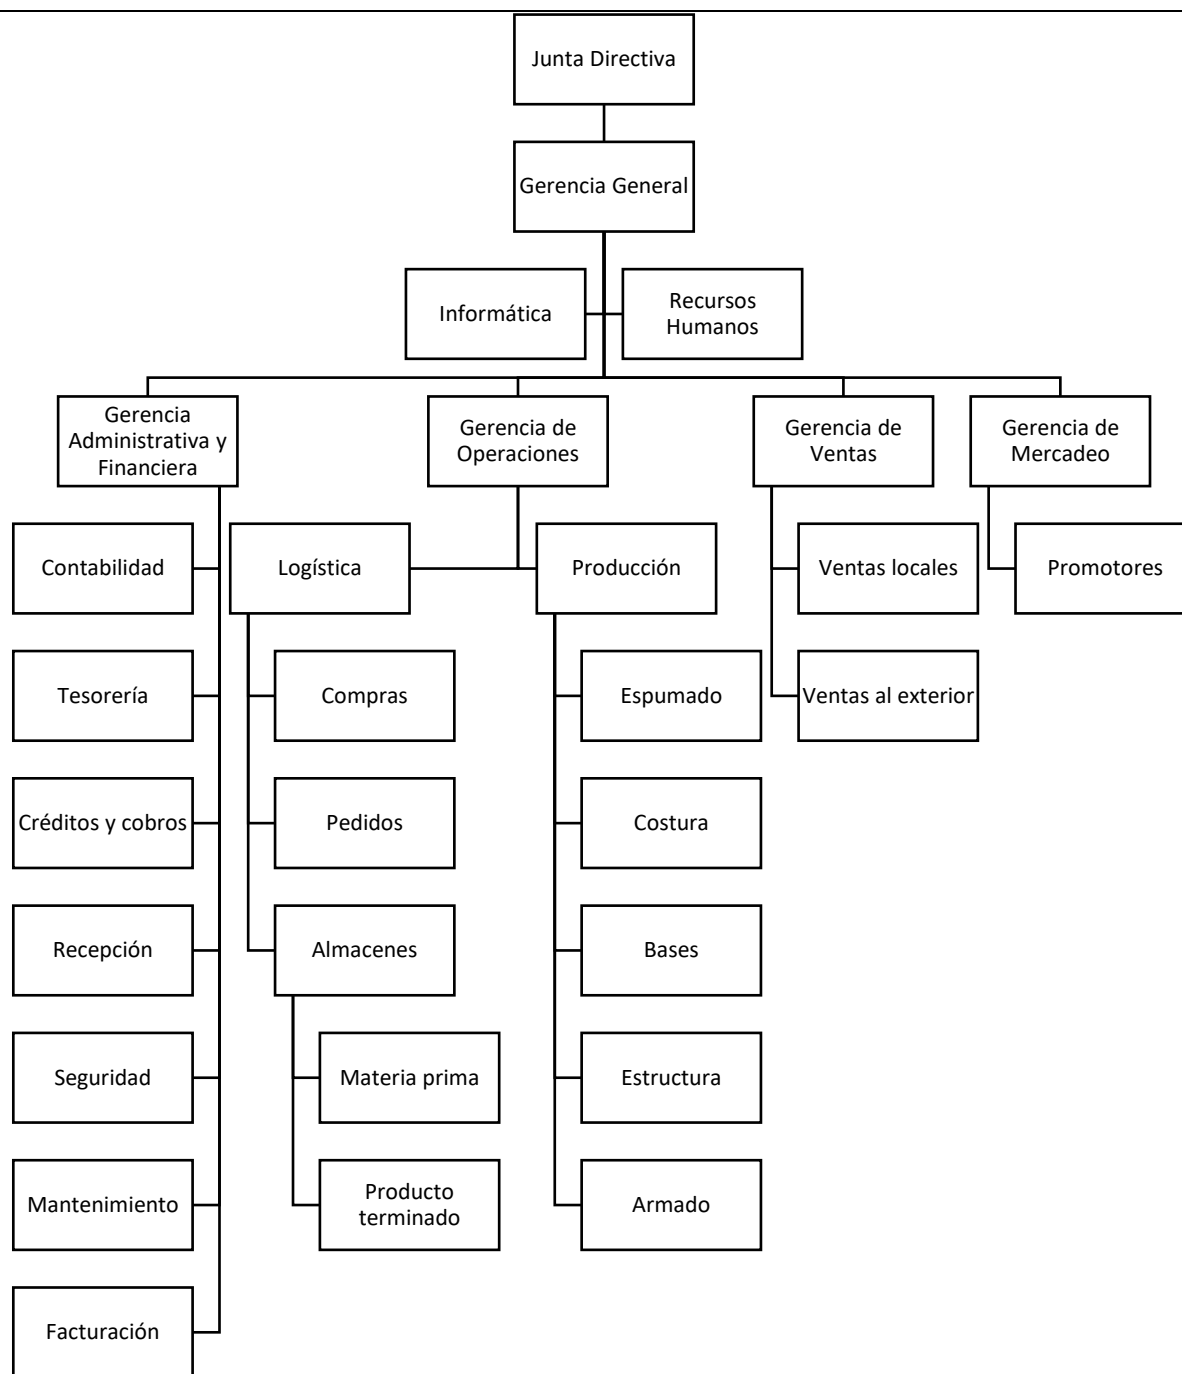 Junta Directiva
Gerencia General
Informática
Recursos
Humanos
Gerencia
Administrativa y
Financiera
Gerencia de
Operaciones
Gerencia de
Ventas
Gerencia de
Mercadeo
Contabilidad
Logística
Producción
Ventas locales
Promotores
Tesorería
Compras
Espumado
Ventas al exterior
Créditos y cobros
Pedidos
Costura
Recepción
Almacenes
Bases
Seguridad
Materia prima
Estructura
Mantenimiento
Producto
terminado
Armado
Facturación